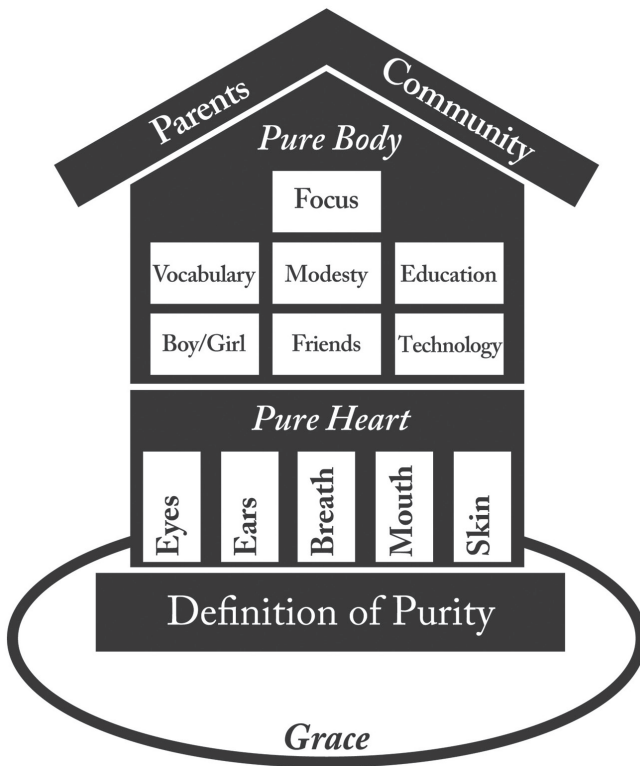 Parents
Community
Pure Body
Focus
Vocabulary
Modesty
Education
Boy/Girl
Friends
Technology
Pure Heart
Eyes
Ears
Breath
Mouth
Skin
Definition of Purity
Grace